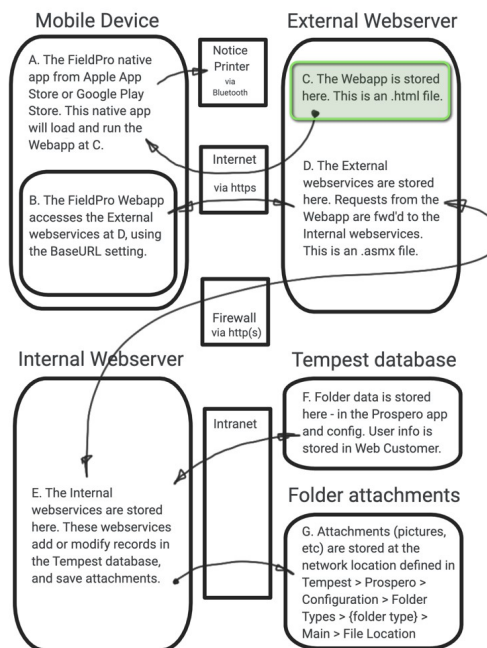 Mobile Device
A. The FieldPro native
app from Apple App
Store or Google Play
Store. This native app
will load and run the
Webapp at C.
B. The FieldPro Webapp
accesses the External
webservices at D, using
the BaseURL setting.
Notice
Printer
via
Bluetooth
Internet
via https
Firewall
via http(s)
External Webserver
C. The Webapp is stored
here. This is an .html file.
D. The External
webservices are stored
here. Requests from the
Webapp are fwd'd to the
Internal webservices.
This is an .asmx file.
Internal Webserver
E. The Internal
webservices are stored
here. These webservices
add or modify records in
the Tempest database,
and save attachments.
Intranet
Tempest database
F. Folder data is stored
here - in the Prospero app
and config. User info is
stored in Web Customer.
Folder attachments
G. Attachments (pictures,
etc) are stored at the
network location defined in
Tempest > Prospero >
Configuration > Folder
Types > {folder type} >
Main > File Location